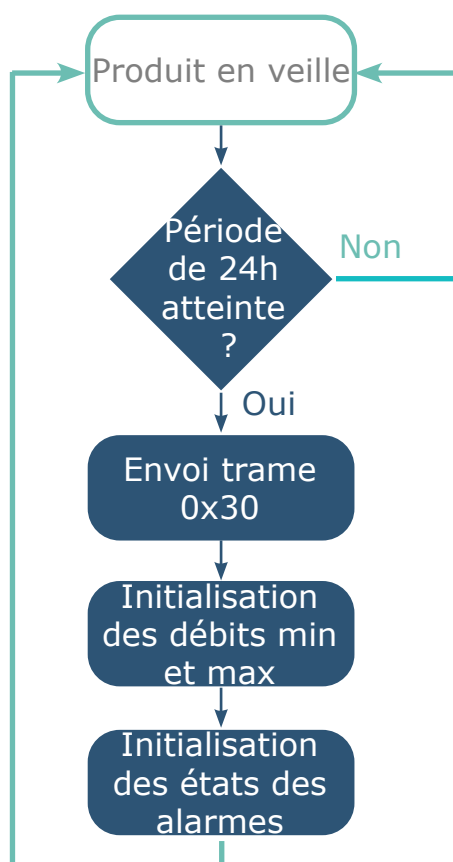 Produit en veille
Période
de 24h
atteinte
?
Non
Oui
Envoi trame
0x30
Initialisation
des débits min
et max
Initialisation
des états des
alarmes